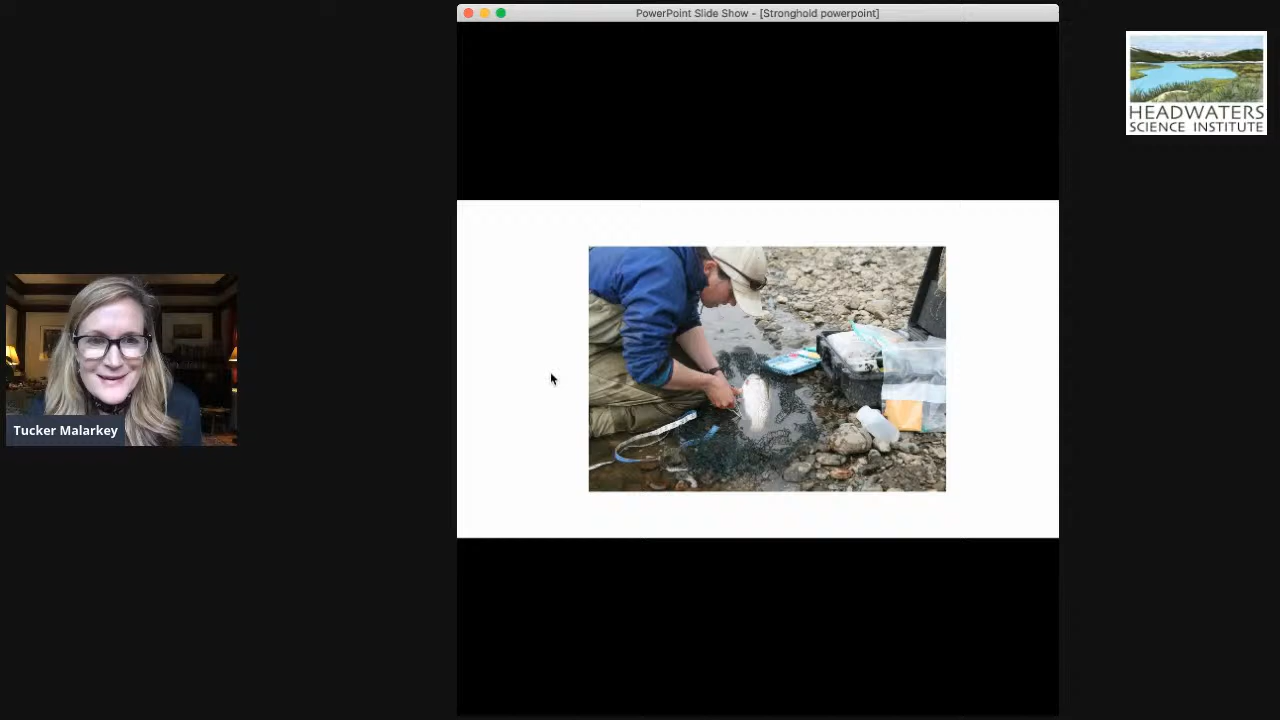 PowerPoint Slide Show - [Stronghold powerpoint]
HEADWATERS
SCIENCE INSTITUTE
Tucker Malarkey